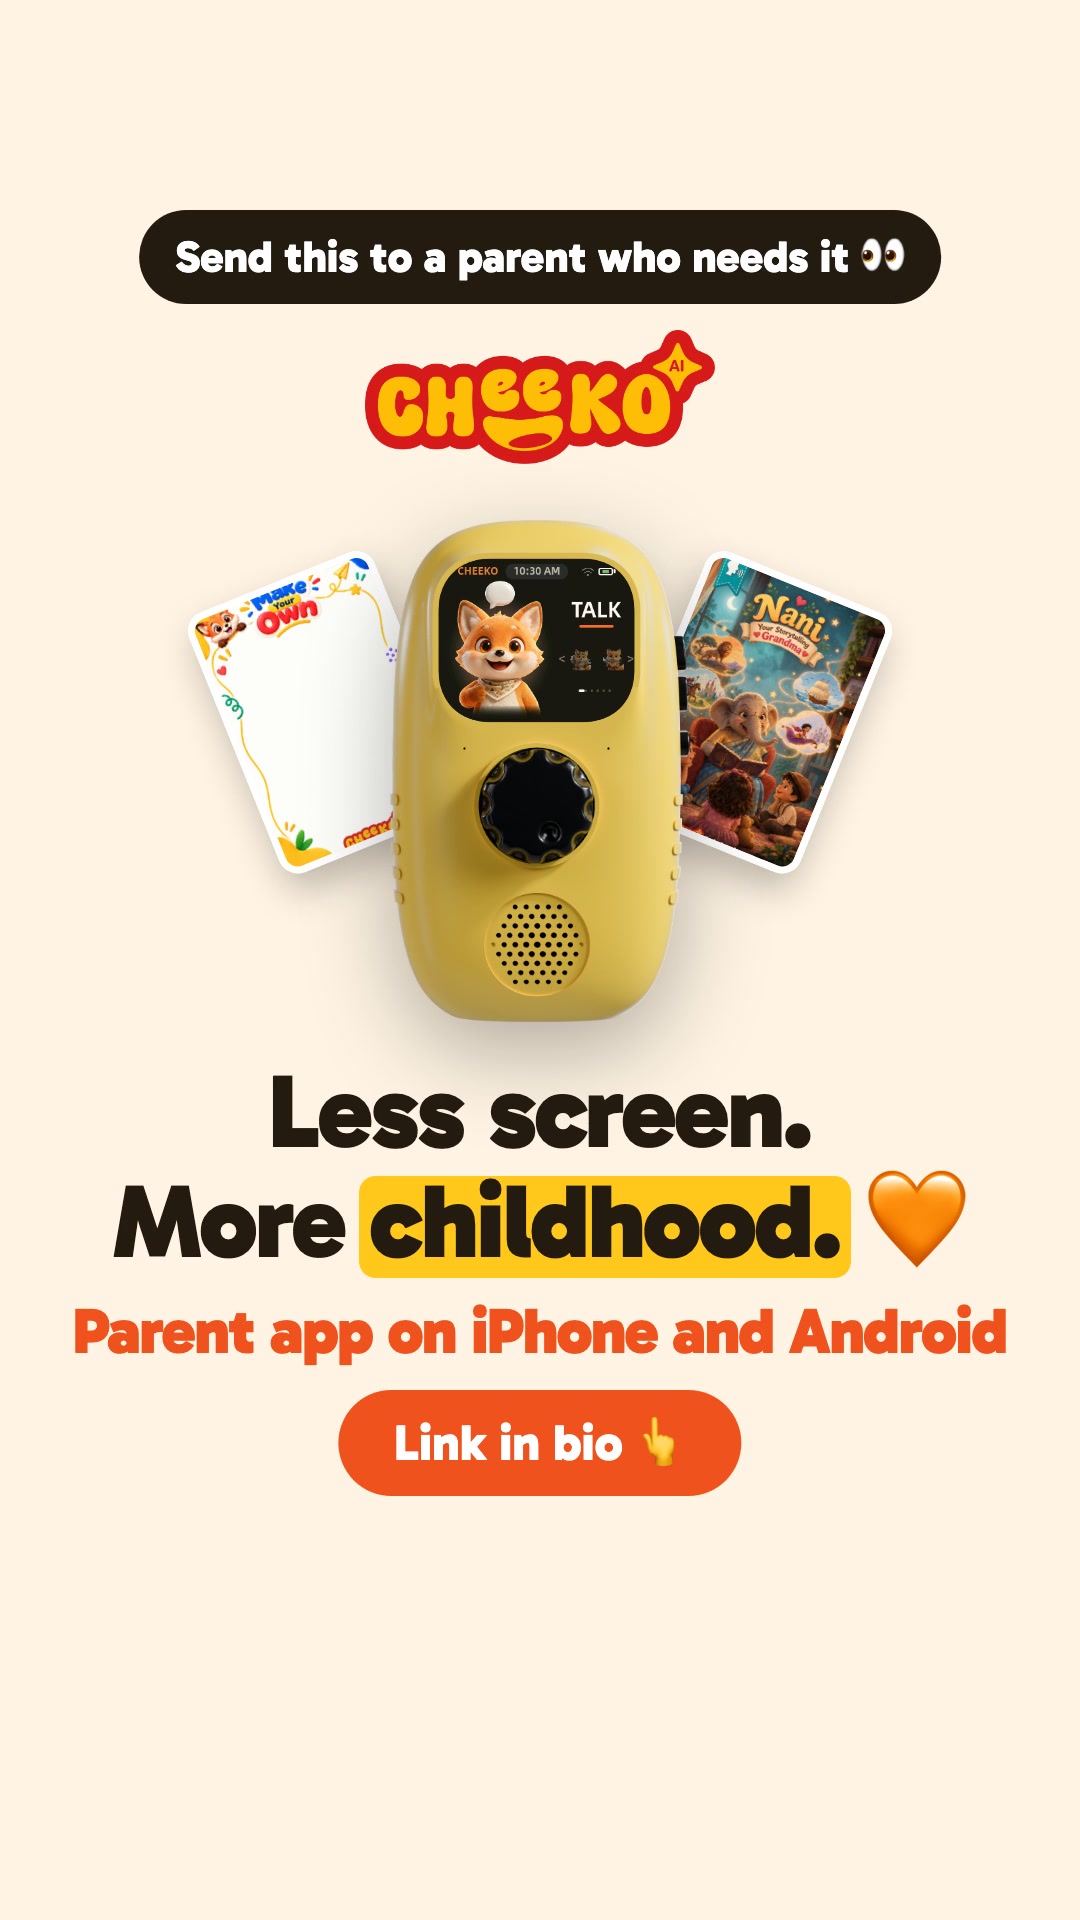 Send this to a parent who needs it 👀
CHEEKO AI
CHEEKO 10:30 AM
TALK
Make
Your
Own
CHEEKO
Nani
Your Storytelling
Grandma
Less screen.
More childhood. 🧡
Parent app on iPhone and Android
Link in bio 👆